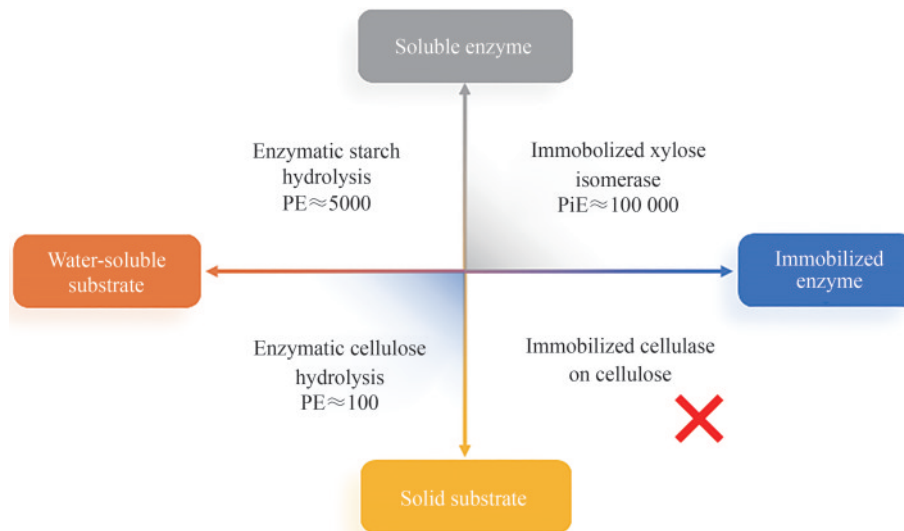 Soluble enzyme
Enzymatic starch
hydrolysis
PE≈5000
Immobolized xylose
isomerase
PiE≈100 000
Water-soluble
substrate
Immobilized
enzyme
Enzymatic cellulose
hydrolysis
PE≈100
Immobilized cellulase
on cellulose
Solid substrate